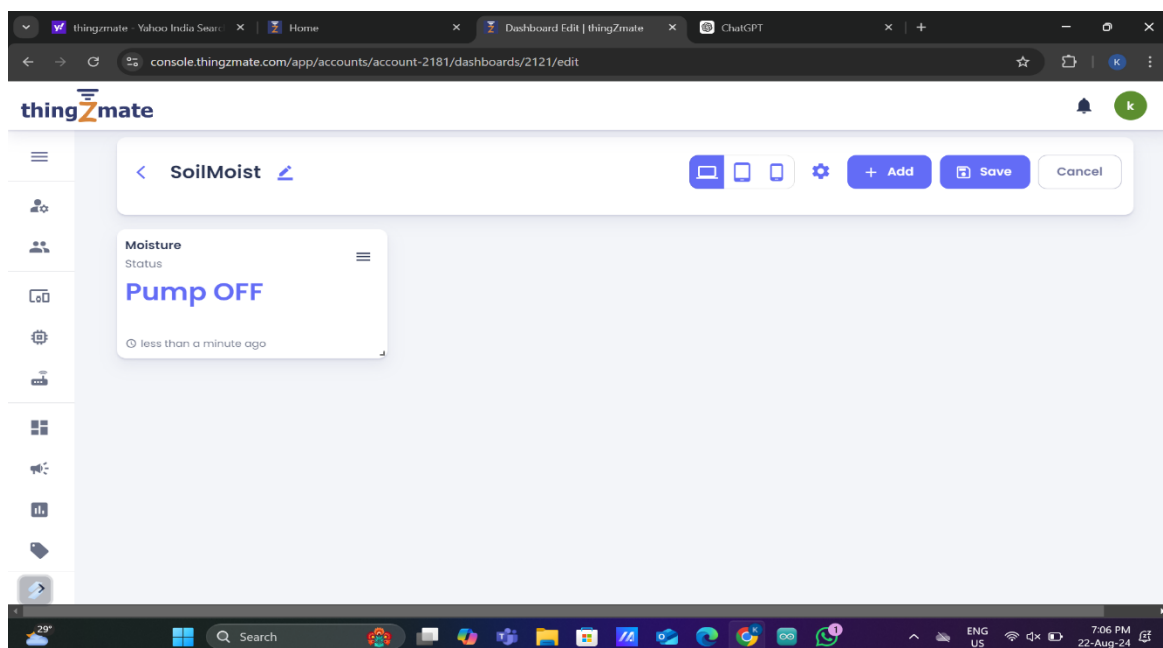 thingzmate - Yahoo India Searc
Home
Dashboard Edit | thingZmate
ChatGPT
console.thingzmate.com/app/accounts/account-2181/dashboards/2121/edit
K
thingZmate
k
SoilMoist
+ Add
Save
Cancel
Moisture
Status
Pump OFF
less than a minute ago
29°
Search
1
ENG
US
7:06 PM
22-Aug-24